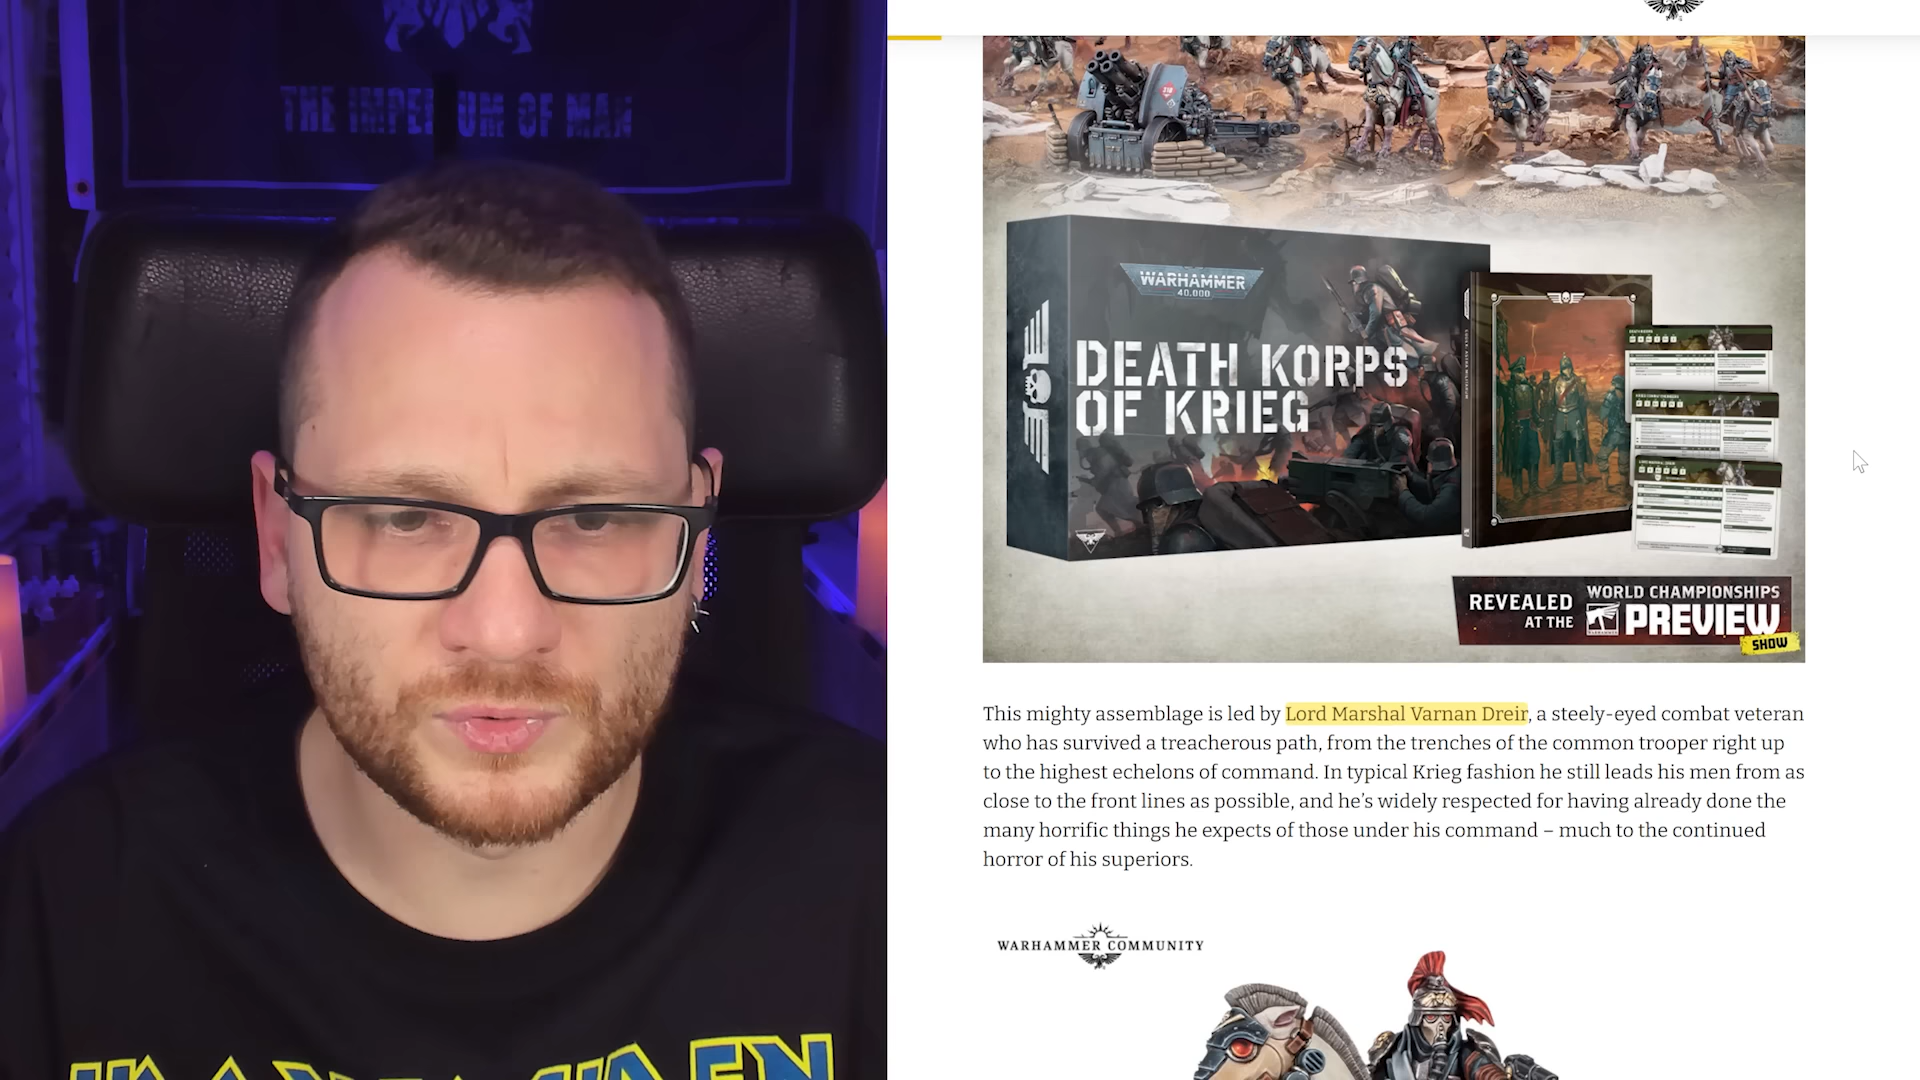 THE IMPERIUM OF MAN
IRON MAIDEN
318
WARHAMMER
40,000
DEATH KORPS
OF KRIEG
REVEALED
AT THE
WORLD CHAMPIONSHIPS
PREVIEW
SHOW
This mighty assemblage is led by Lord Marshal Varnan Dreir, a steely-eyed combat veteran
who has survived a treacherous path, from the trenches of the common trooper right up
to the highest echelons of command. In typical Krieg fashion he still leads his men from as
close to the front lines as possible, and he’s widely respected for having already done the
many horrific things he expects of those under his command – much to the continued
horror of his superiors.
WARHAMMER COMMUNITY